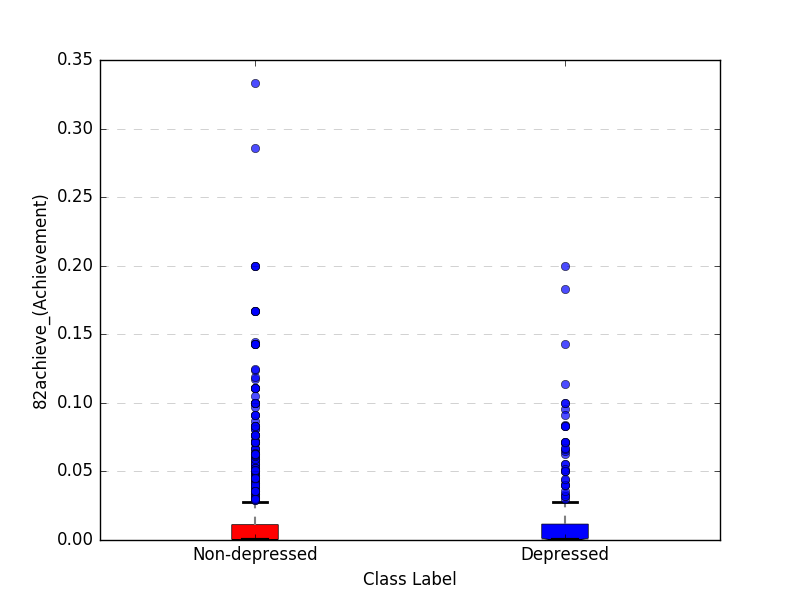 0.35
0.30
0.25
0.20
0.15
0.10
0.05
0.00
82achieve_(Achievement)
Non-depressed
Depressed
Class Label